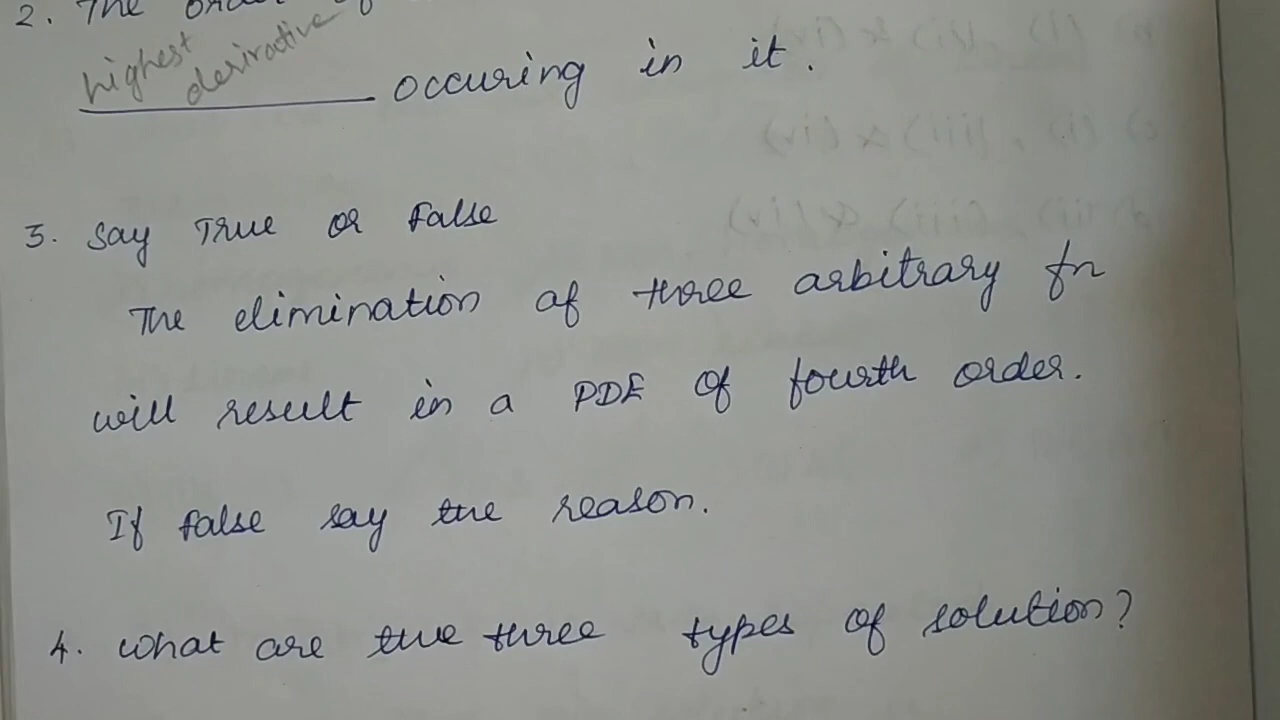 2. The order of
highest derivative occuring in it.
3. Say True or False
The elimination of three arbitrary fn
will result in a PDE of fourth order.
If false say the reason.
4. What are the three types of solution?